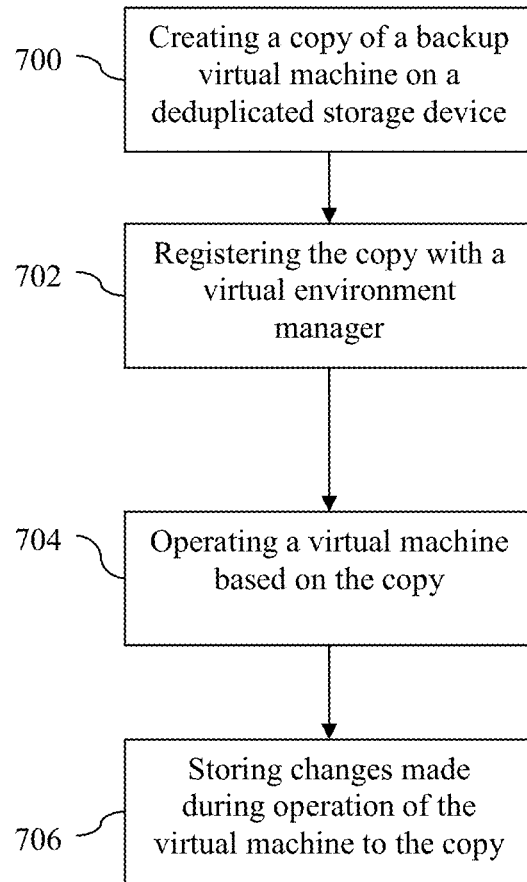 700
Creating a copy of a backup
virtual machine on a
deduplicated storage device
702
Registering the copy with a
virtual environment
manager
704
Operating a virtual machine
based on the copy
706
Storing changes made
during operation of the
virtual machine to the copy